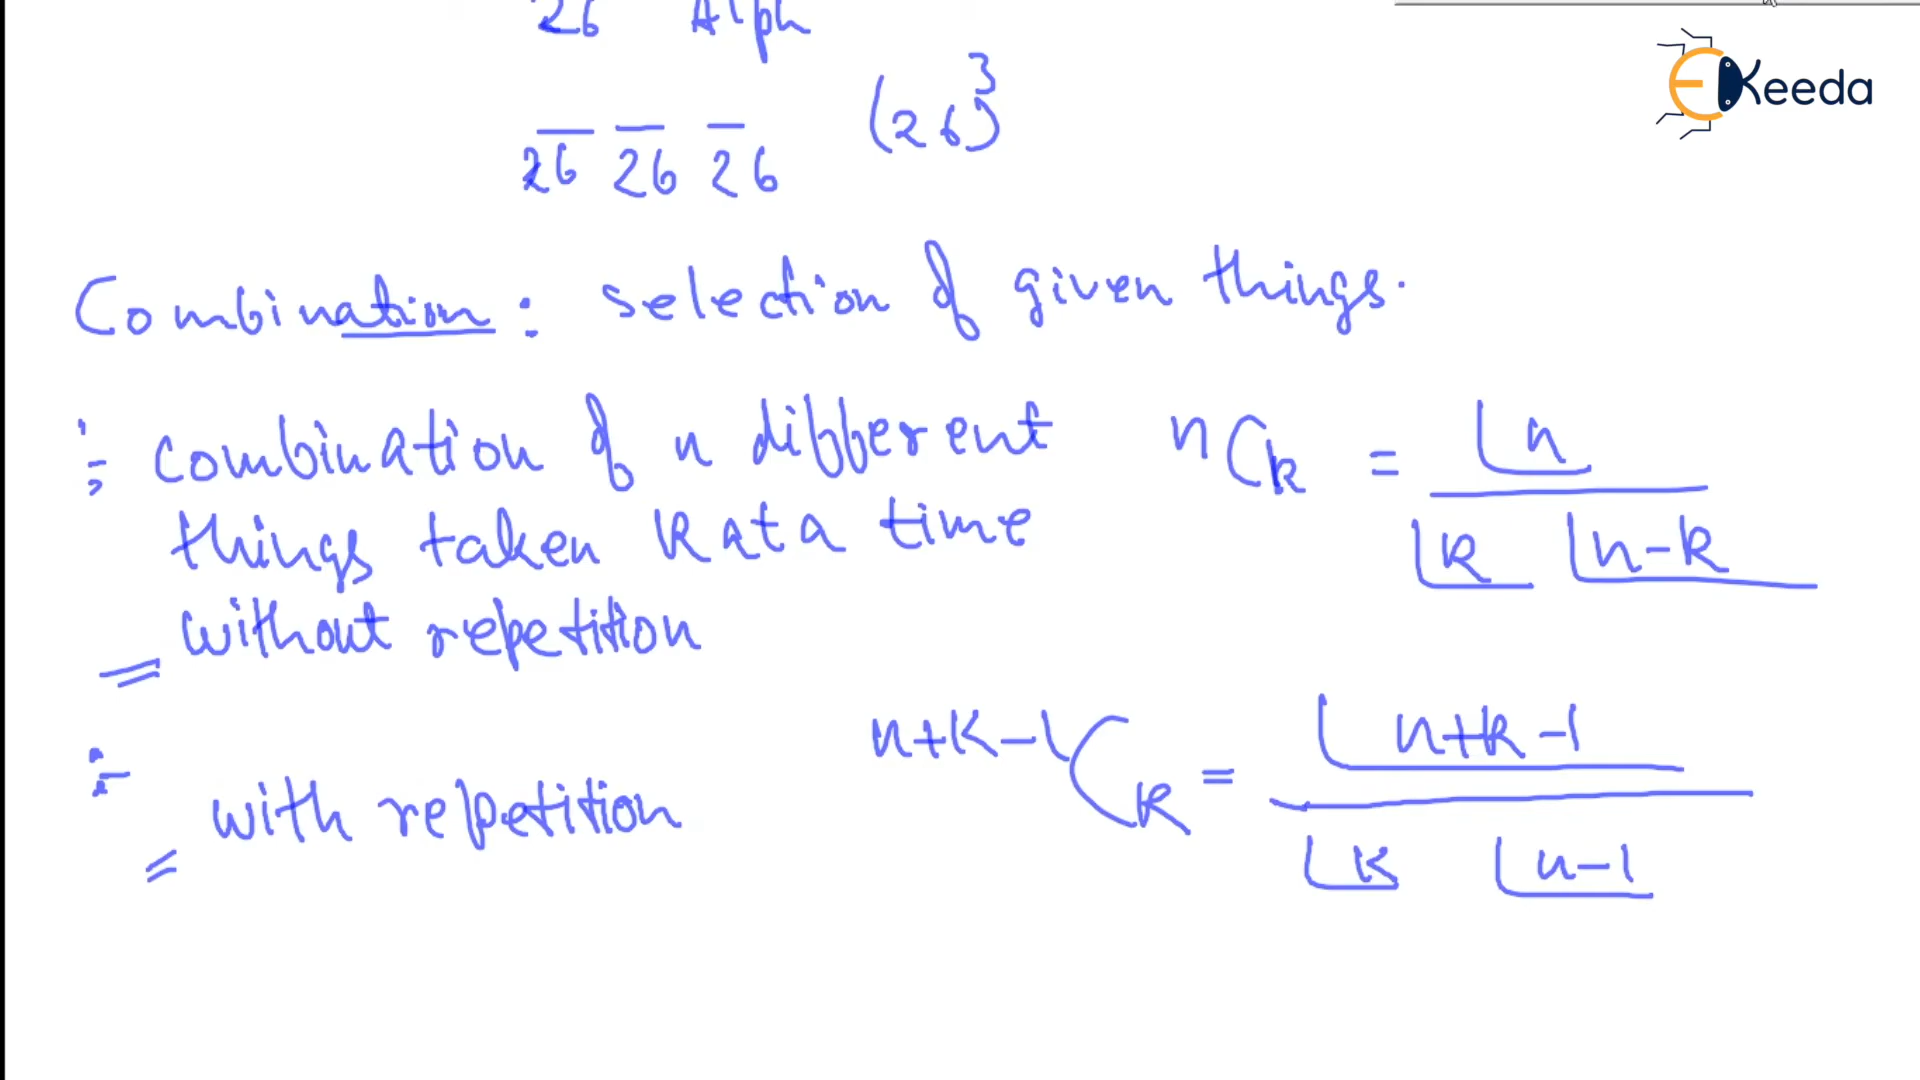 26 Alph
EKeeda
26 26 26 (26)³
Combination : selection of given things.
÷ combination of n different
things taken k at a time
without repetition
nCk = ⌊n / ⌊k ⌊n-k
÷ with repetition
n+k-1Ck = ⌊n+k-1 / ⌊k ⌊n-1